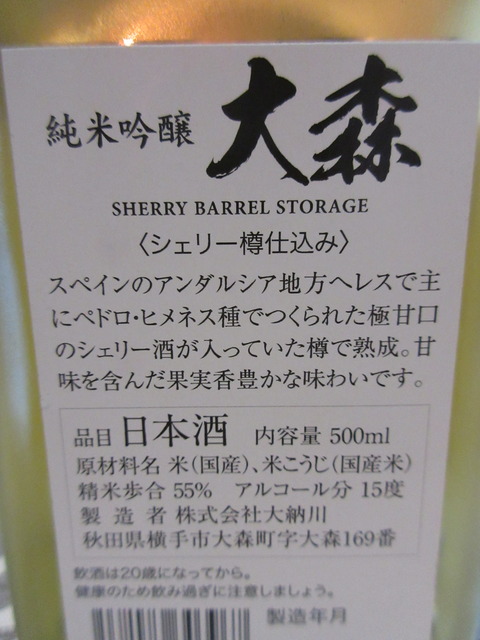 純米吟醸 大森
SHERRY BARREL STORAGE
〈シェリー樽仕込み〉
スペインのアンダルシア地方ヘレスで主
にペドロ・ヒメネス種でつくられた極甘口
のシェリー酒が入っていた樽で熟成。甘
味を含んだ果実香豊かな味わいです。
品目 日本酒 内容量 500ml
原材料名 米(国産)、米こうじ(国産米)
精米歩合 55% アルコール分 15度
製造者 株式会社大納川
秋田県横手市大森町字大森169番
飲酒は20歳になってから。
健康のため飲み過ぎに注意しましょう。
製造年月